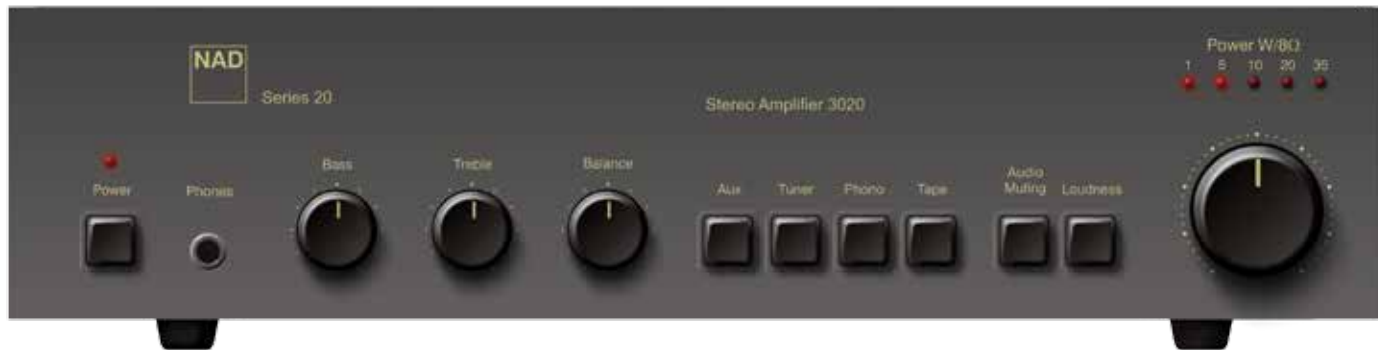 NAD
Series 20
Stereo Amplifier 3020
Power W/8Ω
1 5 10 20 35
Power
Phones
Bass
Treble
Balance
Aux
Tuner
Phono
Tape
Audio
Muting
Loudness